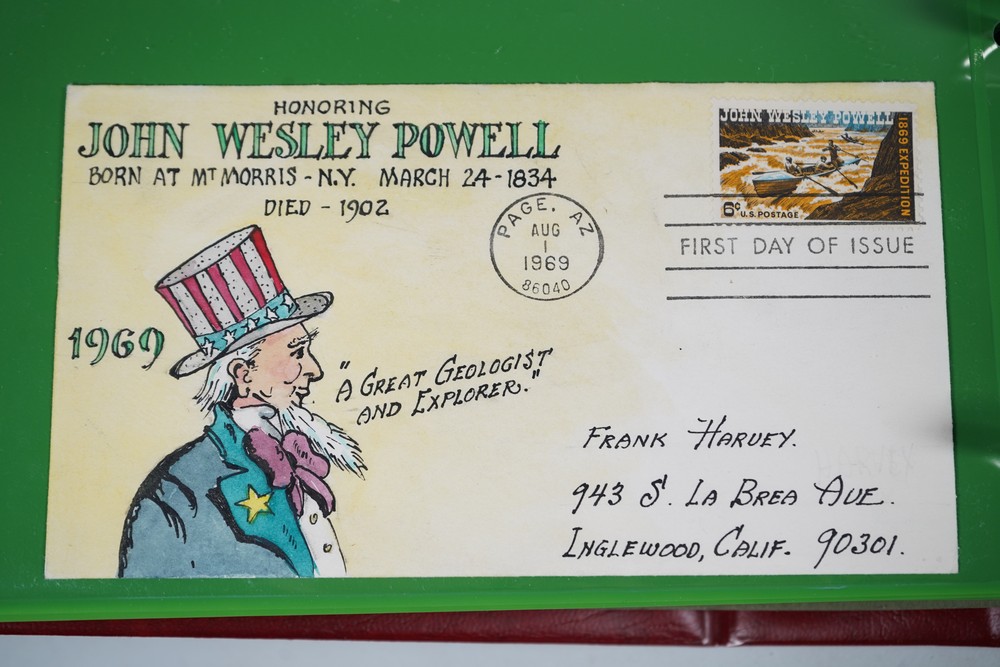 HONORING
JOHN WESLEY POWELL
BORN AT MT MORRIS - N.Y. MARCH 24-1834
DIED - 1902
JOHN WESLEY POWELL
1869 EXPEDITION
6¢ U.S. POSTAGE
PAGE, AZ
AUG
1
1969
86040
FIRST DAY OF ISSUE
1969
"A GREAT GEOLOGIST
AND EXPLORER."
FRANK HARVEY.
943 S. LA BREA AVE.
INGLEWOOD, CALIF. 90301.